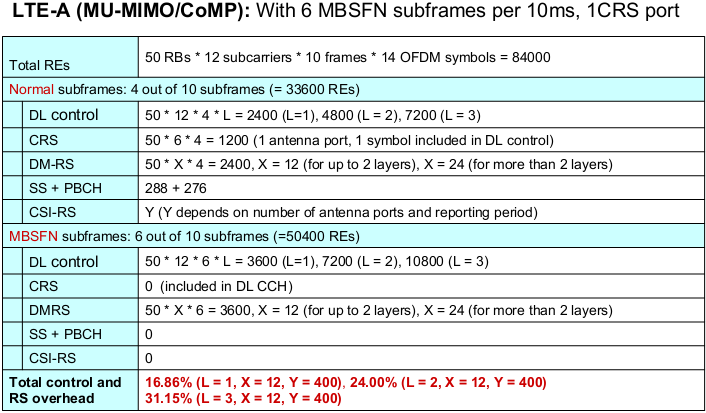 LTE-A (MU-MIMO/CoMP): With 6 MBSFN subframes per 10ms, 1CRS port
Total REs
50 RBs * 12 subcarriers * 10 frames * 14 OFDM symbols = 84000
Normal subframes: 4 out of 10 subframes (= 33600 REs)
DL control
50 * 12 * 4 * L = 2400 (L=1), 4800 (L = 2), 7200 (L = 3)
CRS
50 * 6 * 4 = 1200 (1 antenna port, 1 symbol included in DL control)
DM-RS
50 * X * 4 = 2400, X = 12 (for up to 2 layers), X = 24 (for more than 2 layers)
SS + PBCH
288 + 276
CSI-RS
Y (Y depends on number of antenna ports and reporting period)
MBSFN subframes: 6 out of 10 subframes (=50400 REs)
DL control
50 * 12 * 6 * L = 3600 (L=1), 7200 (L = 2), 10800 (L = 3)
CRS
0 (included in DL CCH)
DMRS
50 * X * 6 = 3600, X = 12 (for up to 2 layers), X = 24 (for more than 2 layers)
SS + PBCH
0
CSI-RS
0
Total control and
RS overhead
16.86% (L = 1, X = 12, Y = 400), 24.00% (L = 2, X = 12, Y = 400)
31.15% (L = 3, X = 12, Y = 400)